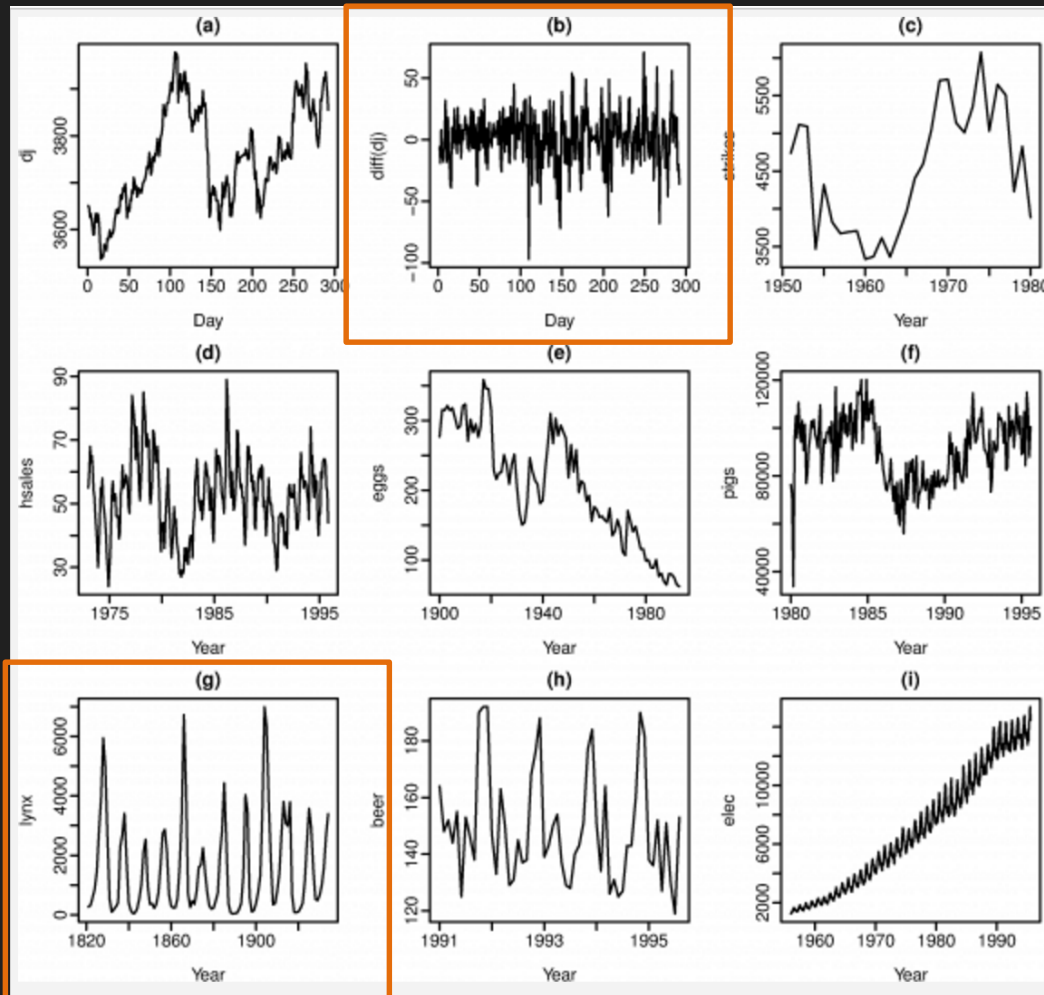 (a)
dj
3600 3800
0 50 100 150 200 250 300
Day
(b)
diff(dj)
−100 −50 0 50
0 50 100 150 200 250 300
Day
(c)
strikes
3500 4500 5500
1950 1960 1970 1980
Year
(d)
hsales
30 50 70 90
1975 1985 1995
Year
(e)
eggs
100 200 300
1900 1940 1980
Year
(f)
pigs
40000 80000 120000
1980 1985 1990 1995
Year
(g)
lynx
0 2000 4000 6000
1820 1860 1900
Year
(h)
beer
120 140 160 180
1991 1993 1995
Year
(i)
elec
2000 6000 10000
1960 1970 1980 1990
Year